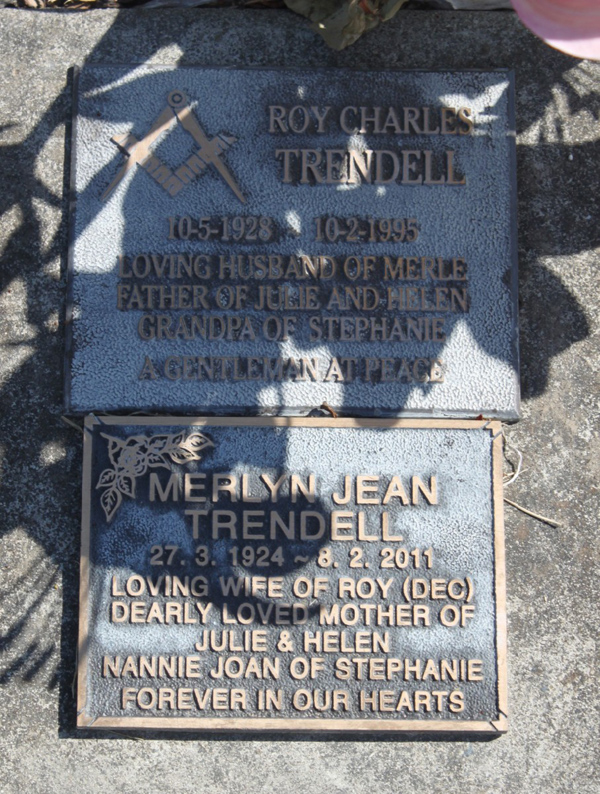 ROY CHARLES
TRENDELL
10-5-1928 ~ 10-2-1995
LOVING HUSBAND OF MERLE
FATHER OF JULIE AND HELEN
GRANDPA OF STEPHANIE
A GENTLEMAN AT PEACE
MERLYN JEAN
TRENDELL
27. 3. 1924 ~ 8. 2. 2011
LOVING WIFE OF ROY (DEC)
DEARLY LOVED MOTHER OF
JULIE & HELEN
NANNIE JOAN OF STEPHANIE
FOREVER IN OUR HEARTS